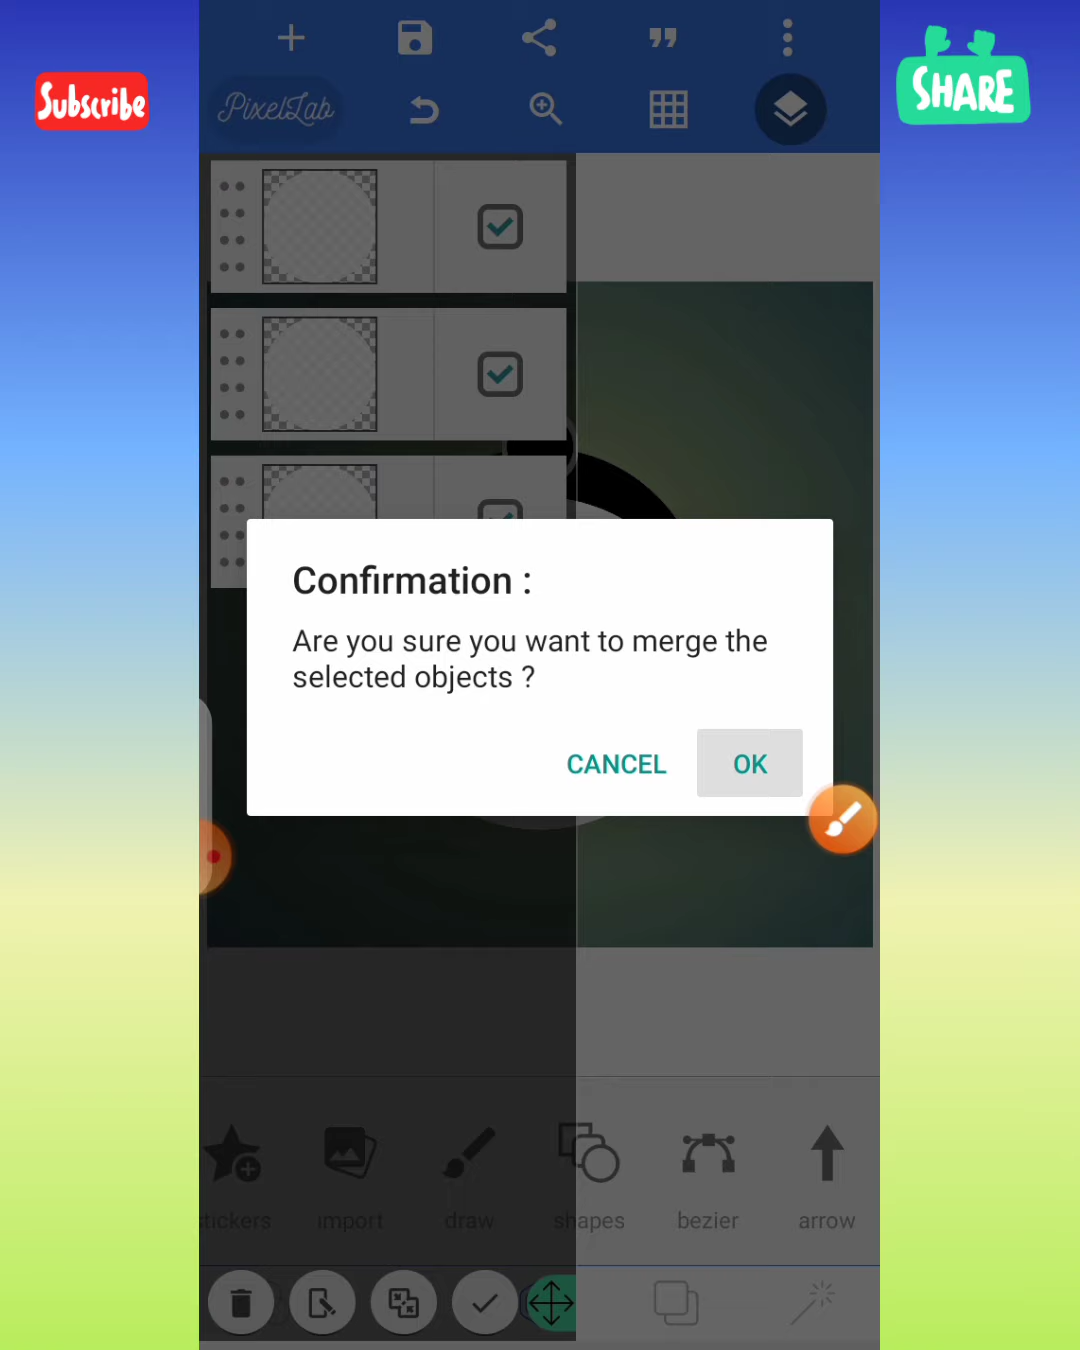 Subscribe
SHARE
PixelLab
Confirmation :
Are you sure you want to merge the
selected objects ?
CANCEL
OK
stickers
import
draw
shapes
bezier
arrow